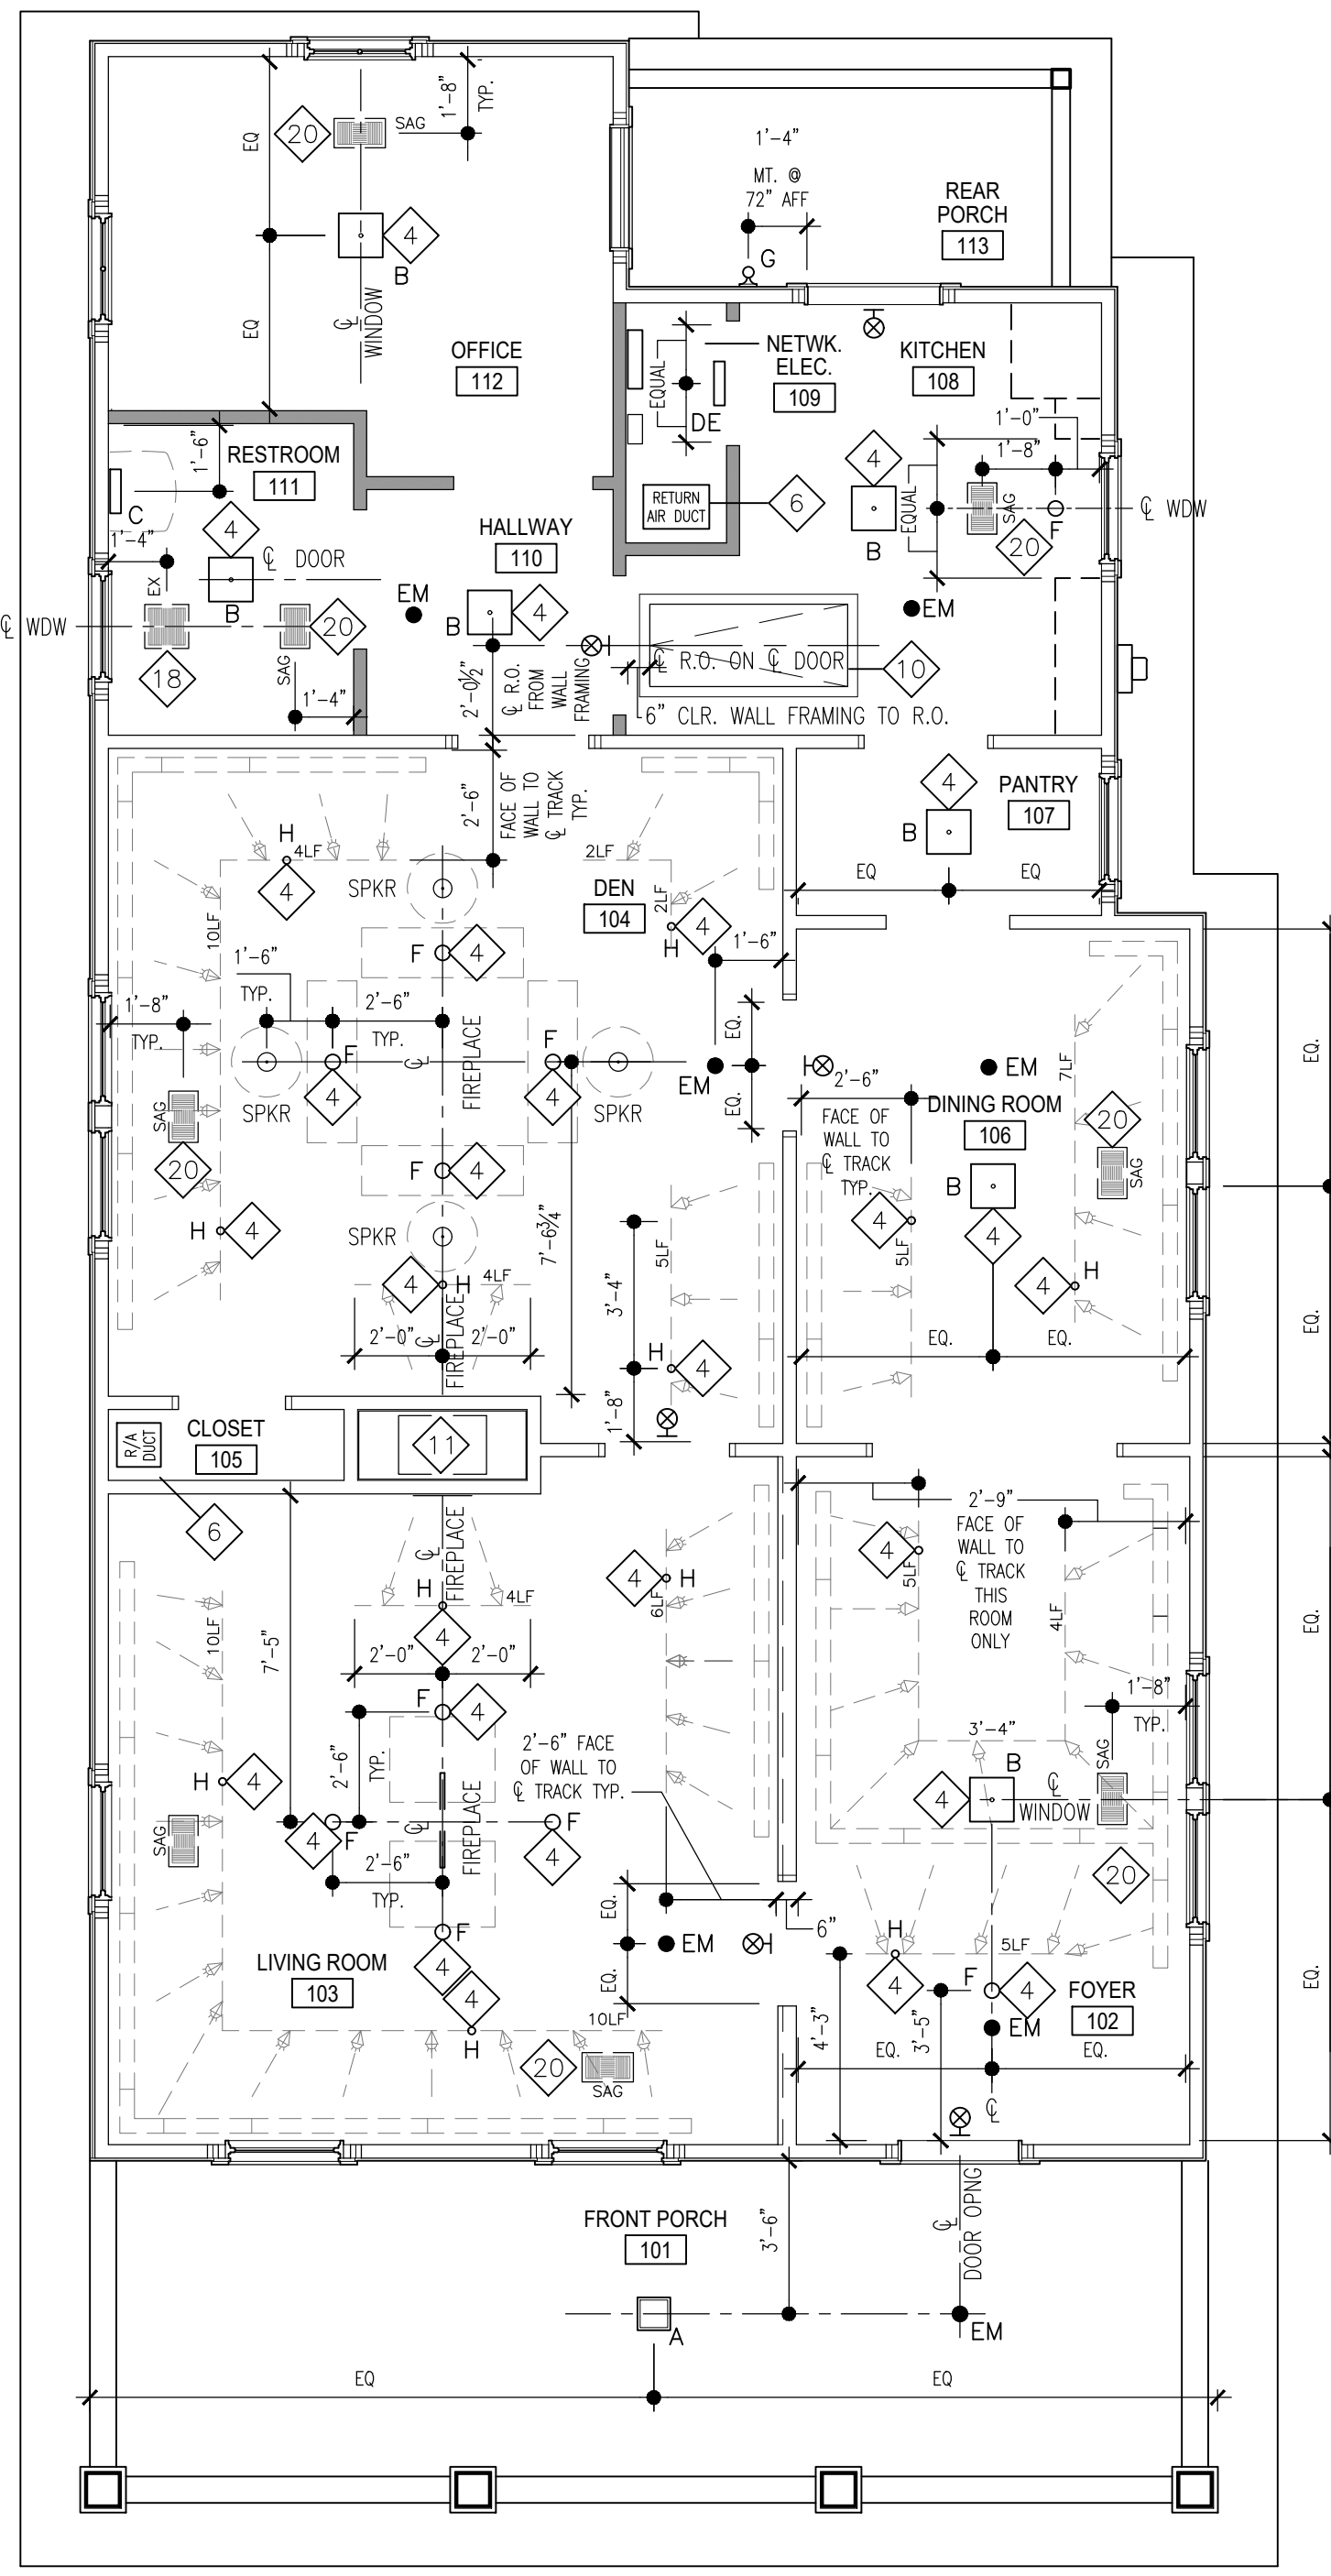 1'-8"
TYP.
EQ
20
SAG
4
B
EQ
℄
WINDOW
OFFICE
112
1'-4"
MT. @
72" AFF
REAR
PORCH
113
G
NETWK.
ELEC.
109
KITCHEN
108
EQUAL
DE
1'-0"
1'-8"
4
B
EQUAL
SAG
20
F
℄ WDW
RETURN
AIR DUCT
6
1'-6"
RESTROOM
111
C
4
1'-4"
℄ DOOR
EX
B
℄ WDW
20
18
SAG
1'-4"
HALLWAY
110
EM
B
4
EM
℄ R.O. ON ℄ DOOR
10
2'-0½"
℄ R.O.
FROM
WALL
FRAMING
6" CLR. WALL FRAMING TO R.O.
2'-6"
FACE OF
WALL TO
℄ TRACK
TYP.
4
PANTRY
107
B
EQ
EQ
H
4LF
4
SPKR
2LF
DEN
104
2LF
4
H
10LF
F
4
1'-6"
1'-6"
TYP.
2'-6"
TYP.
1'-8"
TYP.
FIREPLACE
℄
F
4
F
4
SPKR
SPKR
EM
EQ.
EQ.
SAG
20
F
4
SPKR
H
4
7'-6¾"
4
H
4LF
2'-0"
2'-0"
℄
FIREPLACE
5LF
3'-4"
H
4
1'-8"
2'-6"
FACE OF
WALL TO
℄ TRACK
TYP.
EM
7LF
DINING ROOM
106
20
SAG
B
4
4
5LF
4
H
EQ.
EQ.
EQ.
EQ.
R/A
DUCT
CLOSET
105
11
6
7'-5"
℄
FIREPLACE
H
4LF
4
2'-0"
2'-0"
4
H
6LF
10LF
F
4
2'-6"
TYP.
H
4
SAG
4
F
℄
FIREPLACE
F
4
2'-6"
TYP.
2'-6" FACE
OF WALL TO
℄ TRACK TYP.
F
4
4
H
LIVING ROOM
103
EQ.
EQ.
EM
6"
10LF
20
SAG
2'-9"
FACE OF
WALL TO
℄ TRACK
THIS
ROOM
ONLY
4
5LF
4LF
1'-8"
TYP.
3'-4"
B
4
℄
WINDOW
SAG
20
EQ.
EQ.
H
4
5LF
F
4
FOYER
102
EM
4'-3"
3'-5"
EQ.
EQ.
℄
FRONT PORCH
101
3'-6"
℄
DOOR OPNG
A
EM
EQ
EQ